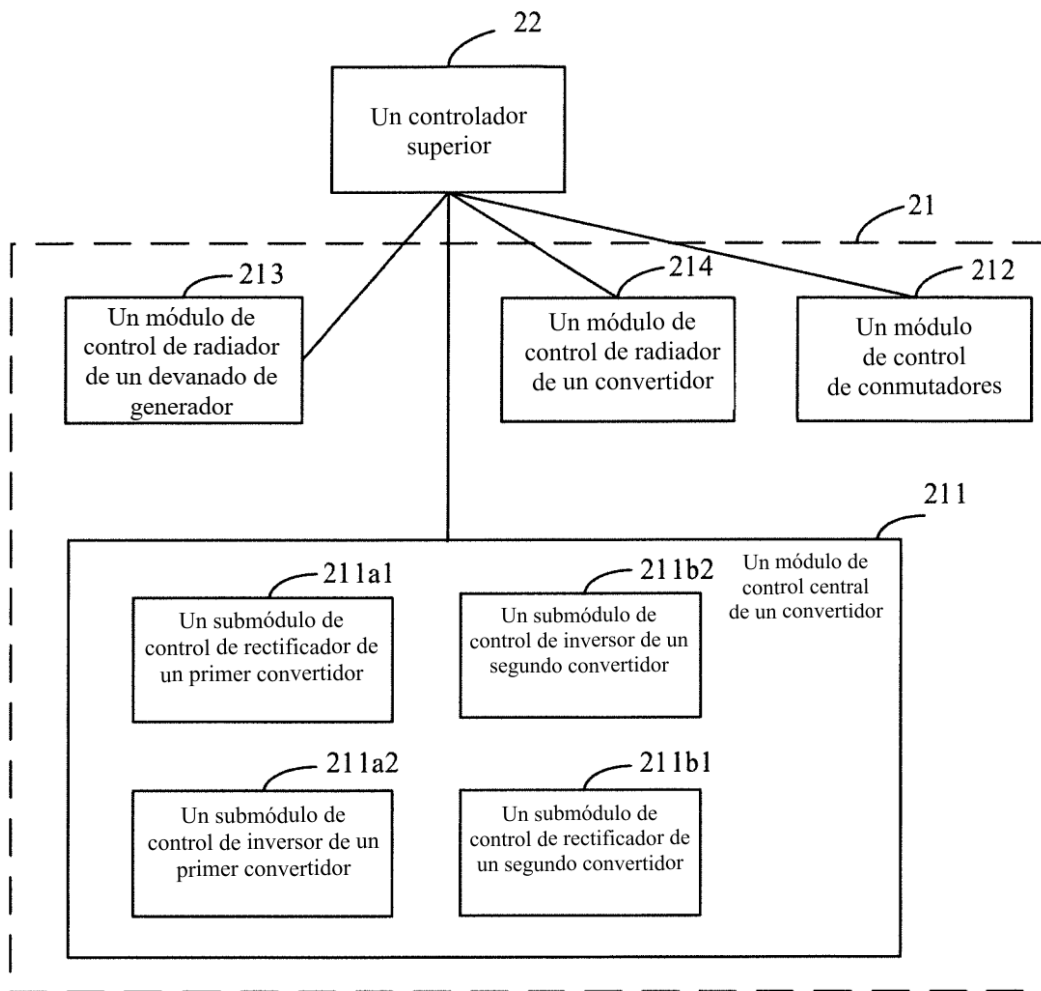 22
Un controlador
superior
21
213
Un módulo de
control de radiador
de un devanado de
generador
214
Un módulo de
control de radiador
de un convertidor
212
Un módulo
de control
de conmutadores
211
Un módulo de
control central
de un convertidor
211a1
Un submódulo de
control de rectificador de
un primer convertidor
211b2
Un submódulo de
control de inversor de un
segundo convertidor
211a2
Un submódulo de
control de inversor de un
primer convertidor
211b1
Un submódulo de
control de rectificador de
un segundo convertidor